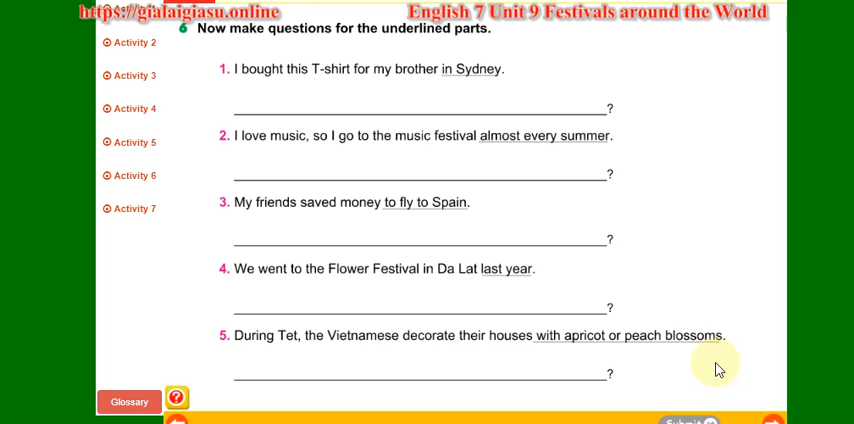 https://gialaigiasu.online English 7 Unit 9 Festivals around the World
6 Now make questions for the underlined parts.
Activity 2
Activity 3
Activity 4
Activity 5
Activity 6
Activity 7
1. I bought this T-shirt for my brother in Sydney.
?
2. I love music, so I go to the music festival almost every summer.
?
3. My friends saved money to fly to Spain.
?
4. We went to the Flower Festival in Da Lat last year.
?
5. During Tet, the Vietnamese decorate their houses with apricot or peach blossoms.
?
Glossary
?
Submit